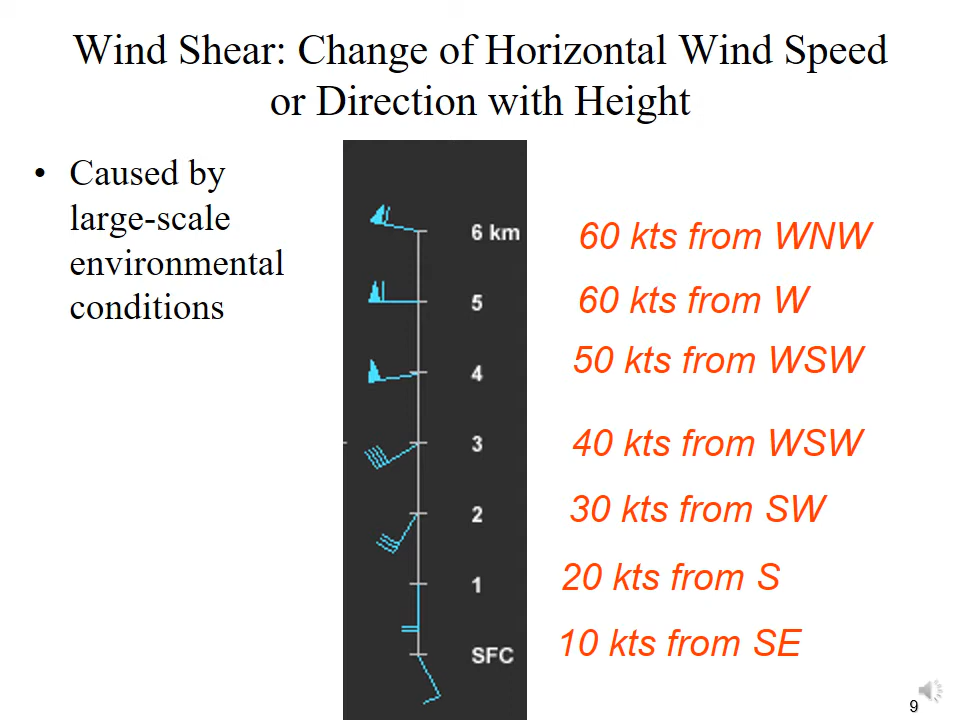 Wind Shear: Change of Horizontal Wind Speed
or Direction with Height
• Caused by
large-scale
environmental
conditions
6 km
60 kts from WNW
5
60 kts from W
4
50 kts from WSW
3
40 kts from WSW
2
30 kts from SW
1
20 kts from S
SFC
10 kts from SE
9